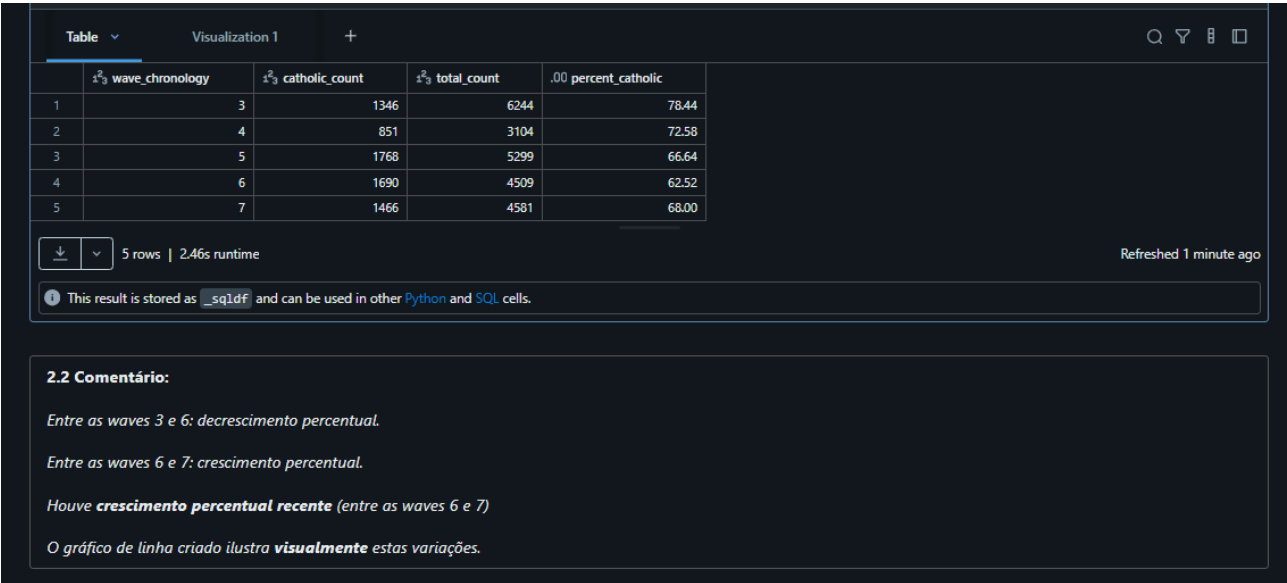 Table Visualization 1 +
1²3 wave_chronology 1²3 catholic_count 1²3 total_count .00 percent_catholic
1 3 1346 6244 78.44
2 4 851 3104 72.58
3 5 1768 5299 66.64
4 6 1690 4509 62.52
5 7 1466 4581 68.00
5 rows | 2.46s runtime Refreshed 1 minute ago
This result is stored as _sqldf and can be used in other Python and SQL cells.
2.2 Comentário:
Entre as waves 3 e 6: decrescimento percentual.
Entre as waves 6 e 7: crescimento percentual.
Houve crescimento percentual recente (entre as waves 6 e 7)
O gráfico de linha criado ilustra visualmente estas variações.